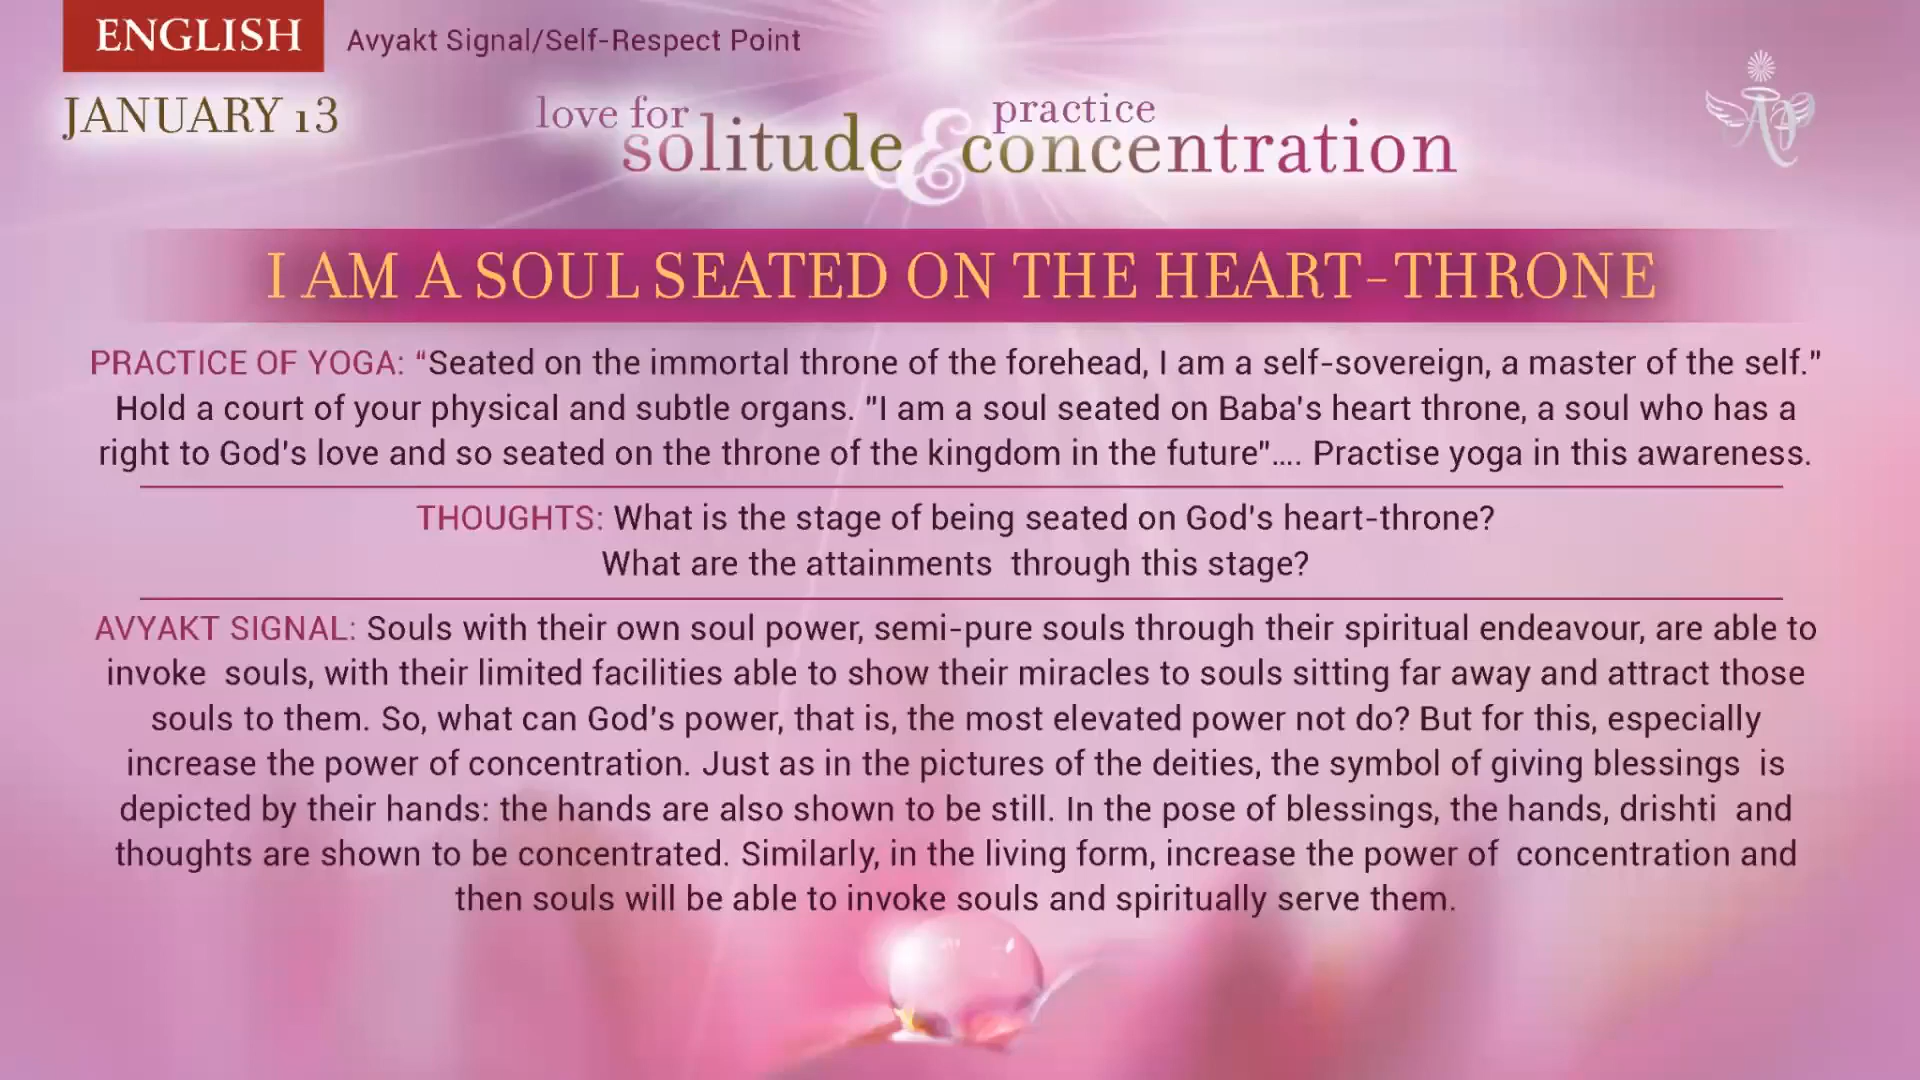 ENGLISH
Avyakt Signal/Self-Respect Point
JANUARY 13
love for
solitude & practice
concentration
AP
I AM A SOUL SEATED ON THE HEART-THRONE
PRACTICE OF YOGA: “Seated on the immortal throne of the forehead, I am a self-sovereign, a master of the self."
Hold a court of your physical and subtle organs. "I am a soul seated on Baba's heart throne, a soul who has a
right to God's love and so seated on the throne of the kingdom in the future"…. Practise yoga in this awareness.
THOUGHTS: What is the stage of being seated on God's heart-throne?
What are the attainments  through this stage?
AVYAKT SIGNAL: Souls with their own soul power, semi-pure souls through their spiritual endeavour, are able to
invoke  souls, with their limited facilities able to show their miracles to souls sitting far away and attract those
souls to them. So, what can God's power, that is, the most elevated power not do? But for this, especially
increase the power of concentration. Just as in the pictures of the deities, the symbol of giving blessings  is
depicted by their hands: the hands are also shown to be still. In the pose of blessings, the hands, drishti  and
thoughts are shown to be concentrated. Similarly, in the living form, increase the power of  concentration and
then souls will be able to invoke souls and spiritually serve them.